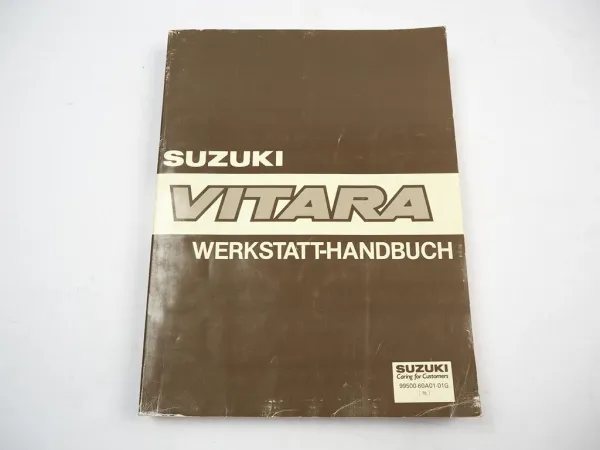 SUZUKI
VITARA
WERKSTATT-HANDBUCH
SUZUKI
Caring for Customers
99500-60A01-01G